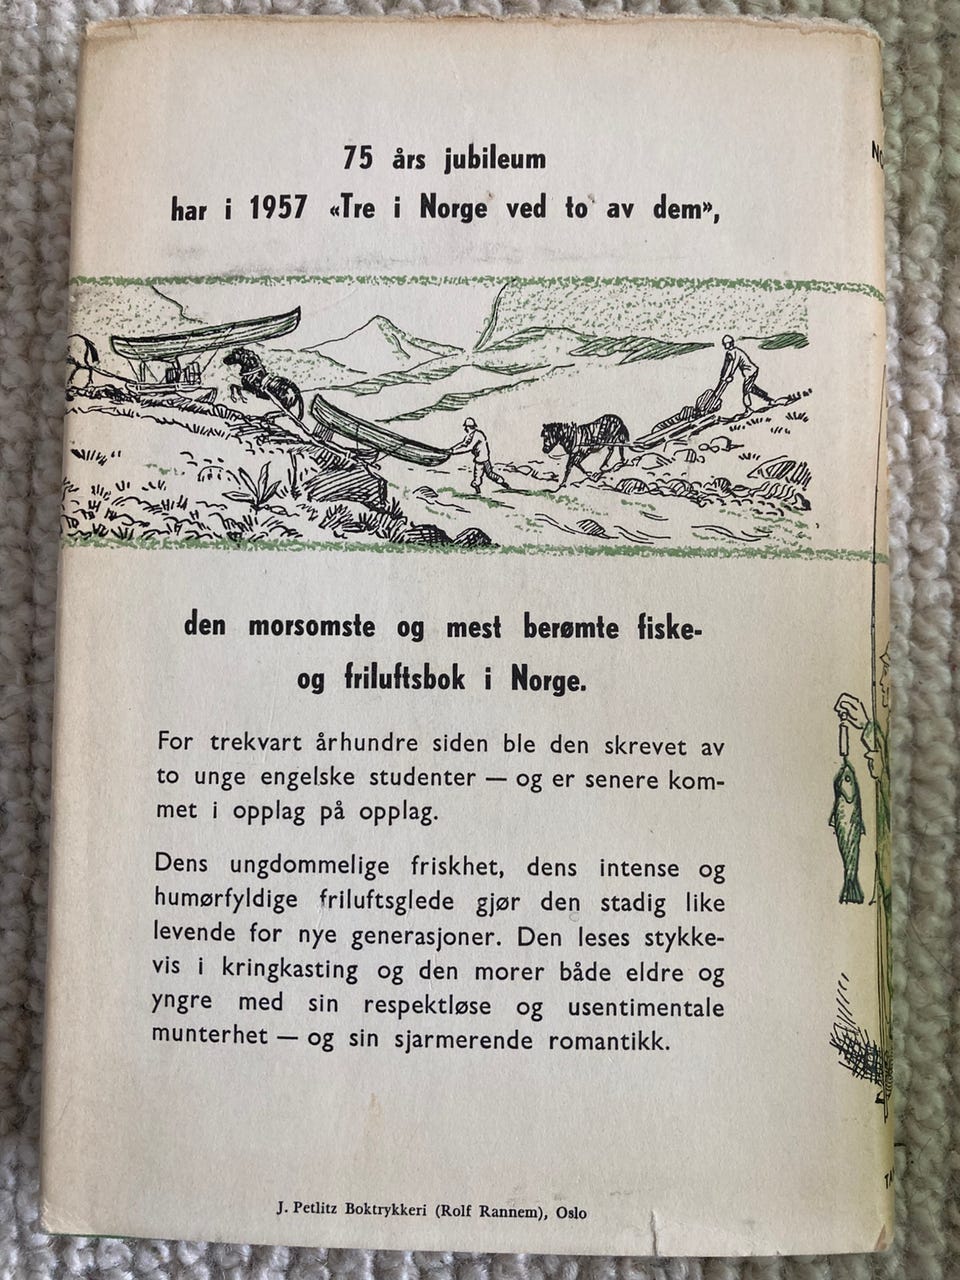 75 års jubileum
har i 1957 «Tre i Norge ved to av dem»,
den morsomste og mest berømte fiske-
og friluftsbok i Norge.
For trekvart århundre siden ble den skrevet av
to unge engelske studenter — og er senere kom-
met i opplag på opplag.
Dens ungdommelige friskhet, dens intense og
humørfyldige friluftsglede gjør den stadig like
levende for nye generasjoner. Den leses stykke-
vis i kringkasting og den morer både eldre og
yngre med sin respektløse og usentimentale
munterhet — og sin sjarmerende romantikk.
J. Petlitz Boktrykkeri (Rolf Rannem), Oslo